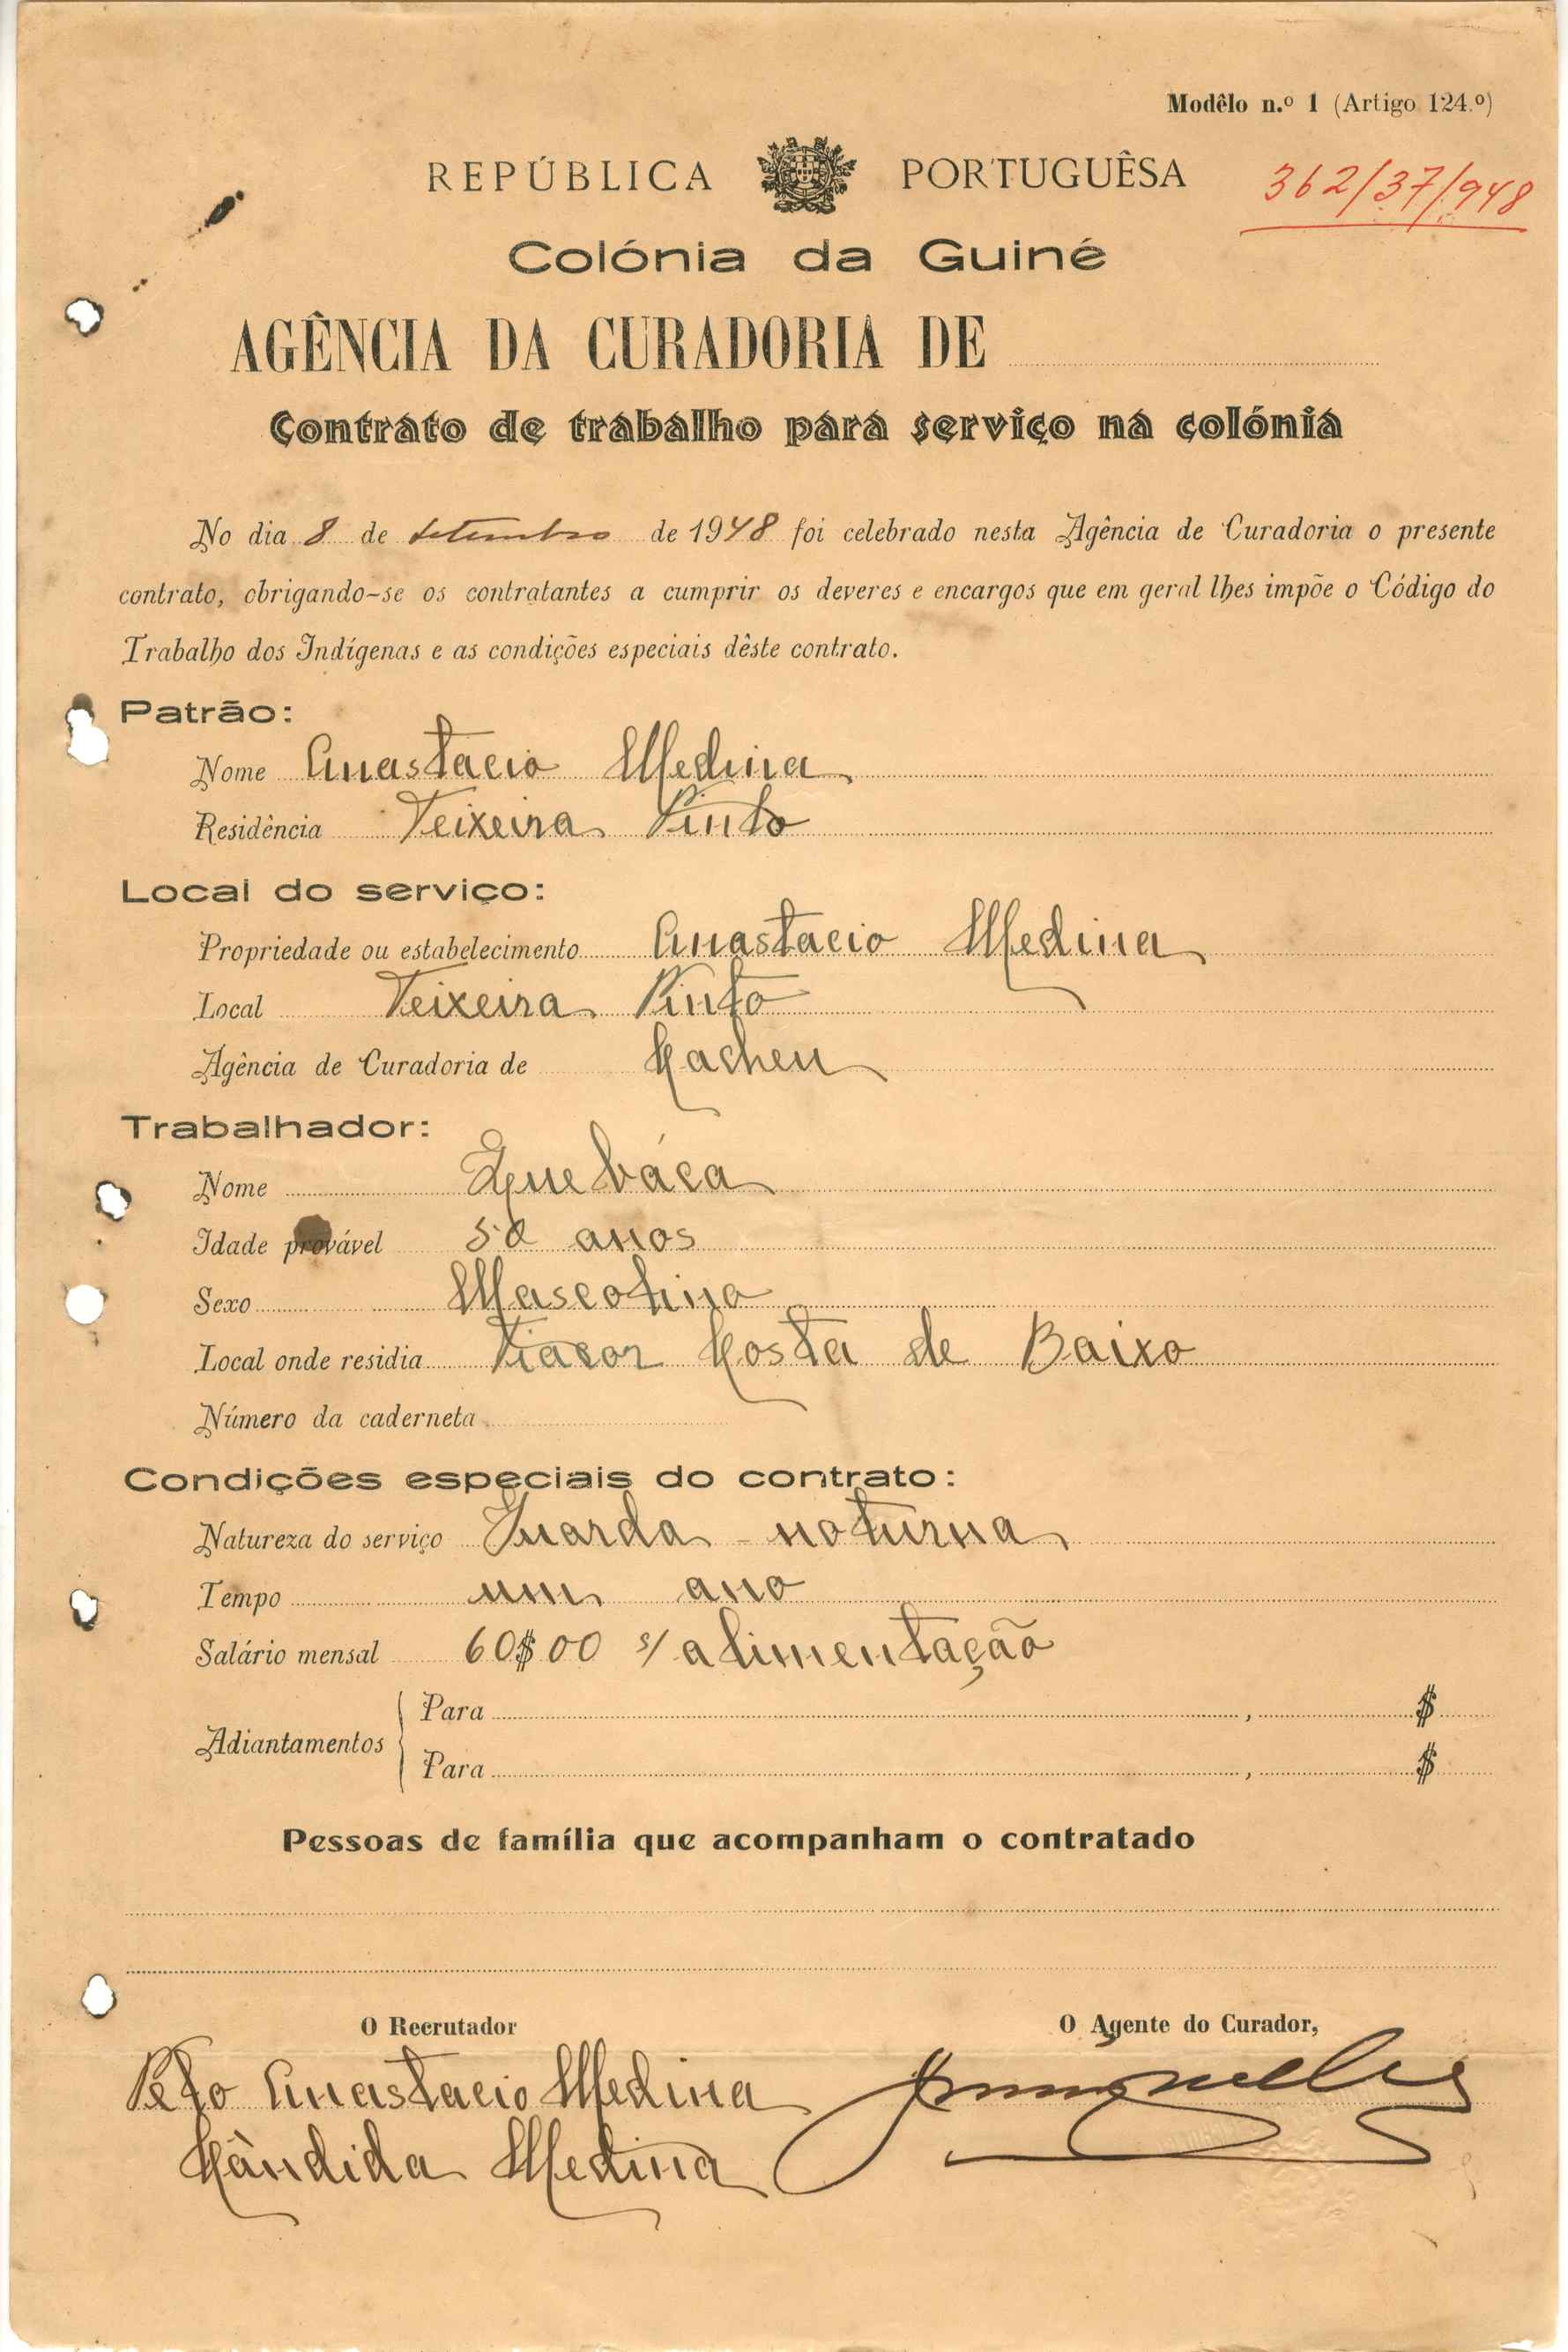 Modêlo n.º 1 (Artigo 124.º)
REPÚBLICA PORTUGUÊSA
362/37/948
Colónia da Guiné
AGÊNCIA DA CURADORIA DE
Contrato de trabalho para serviço na colónia
No dia 8 de setembro de 1948 foi celebrado nesta Agência de Curadoria o presente
contrato, obrigando-se os contratantes a cumprir os deveres e encargos que em geral lhes impõe o Código do
Trabalho dos Indígenas e as condições especiais dêste contrato.
Patrão:
Nome Anastacio Medina
Residência Teixeira Pinto
Local do serviço:
Propriedade ou estabelecimento Anastacio Medina
Local Teixeira Pinto
Agência de Curadoria de Cacheu
Trabalhador:
Nome Quebáca
Idade provável anos
Sexo Mascolino
Local onde residia Costa de Baixo
Número da caderneta
Condições especiais do contrato:
Natureza do serviço Guarda - noturna
Tempo um ano
Salário mensal 60$00 s/ alimentação
Adiantamentos
Para , $
Para , $
Pessoas de família que acompanham o contratado
O Recrutador
O Agente do Curador,
Pelo Anastacio Medina
Cândida Medina